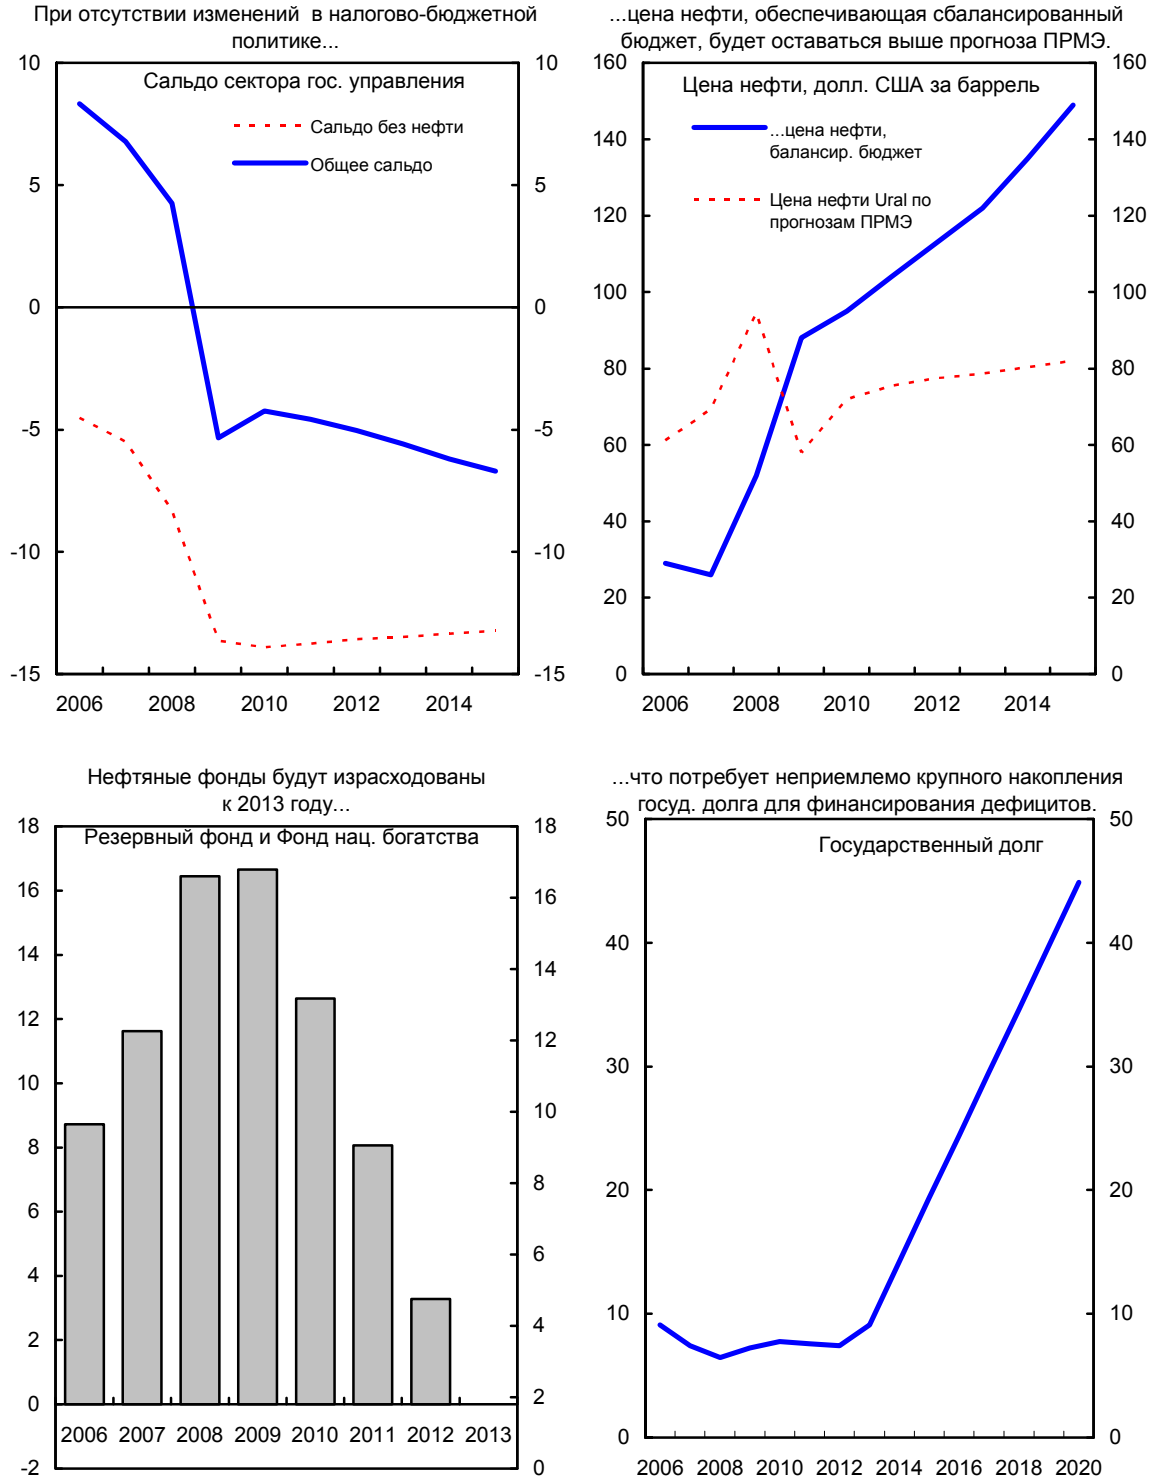 При отсутствии изменений в налогово-бюджетной
политике...
Сальдо сектора гос. управления
Сальдо без нефти
Общее сальдо
10
5
0
-5
-10
-15
10
5
0
-5
-10
-15
2006 2008 2010 2012 2014
...цена нефти, обеспечивающая сбалансированный
бюджет, будет оставаться выше прогноза ПРМЭ.
Цена нефти, долл. США за баррель
...цена нефти,
балансир. бюджет
Цена нефти Ural по
прогнозам ПРМЭ
160
140
120
100
80
60
40
20
0
160
140
120
100
80
60
40
20
0
2006 2008 2010 2012 2014
Нефтяные фонды будут израсходованы
к 2013 году...
Резервный фонд и Фонд нац. богатства
18
16
14
12
10
8
6
4
2
0
-2
18
16
14
12
10
8
6
4
2
0
2006 2007 2008 2009 2010 2011 2012 2013
...что потребует неприемлемо крупного накопления
госуд. долга для финансирования дефицитов.
Государственный долг
50
40
30
20
10
0
50
40
30
20
10
0
2006 2008 2010 2012 2014 2016 2018 2020